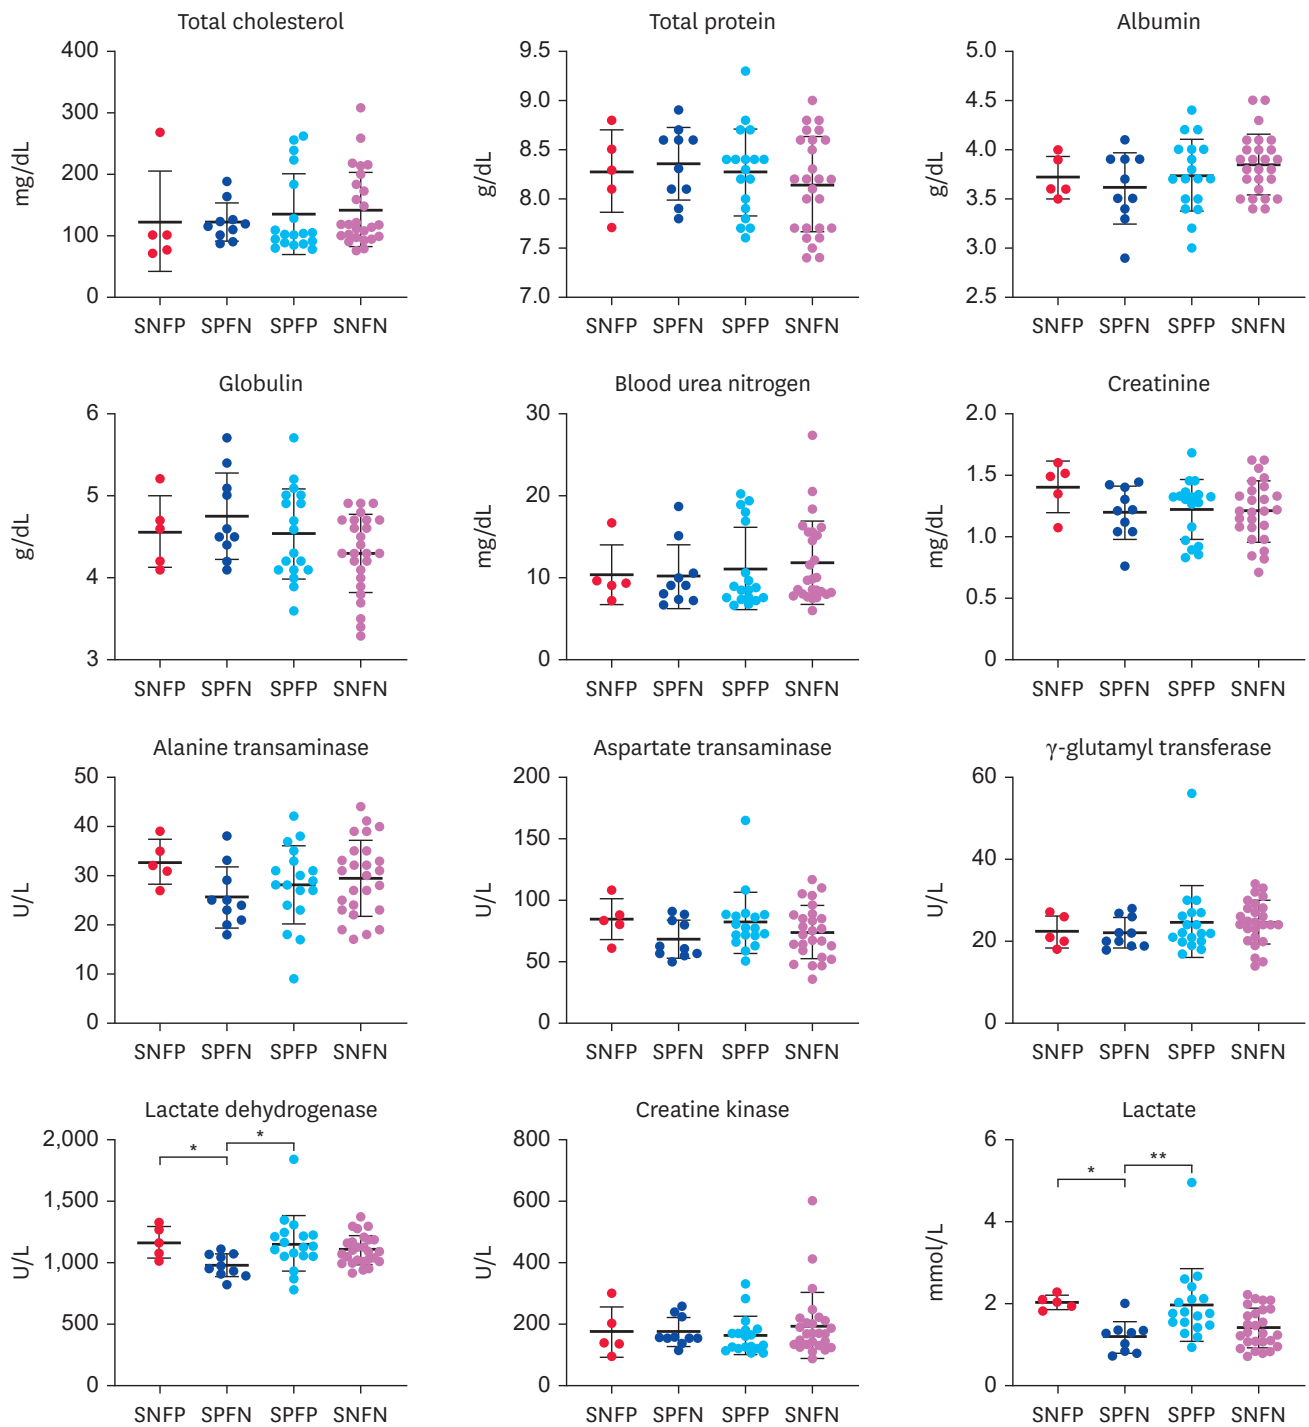 Total cholesterol
400
300
200
100
0
mg/dL
SNFP SPFN SPFP SNFN
Total protein
9.5
9.0
8.5
8.0
7.5
7.0
g/dL
SNFP SPFN SPFP SNFN
Albumin
5.0
4.5
4.0
3.5
3.0
2.5
g/dL
SNFP SPFN SPFP SNFN
Globulin
6
5
4
3
g/dL
SNFP SPFN SPFP SNFN
Blood urea nitrogen
30
20
10
0
mg/dL
SNFP SPFN SPFP SNFN
Creatinine
2.0
1.5
1.0
0.5
0
mg/dL
SNFP SPFN SPFP SNFN
Alanine transaminase
50
40
30
20
10
0
U/L
SNFP SPFN SPFP SNFN
Aspartate transaminase
200
150
100
50
0
U/L
SNFP SPFN SPFP SNFN
γ-glutamyl transferase
60
40
20
0
U/L
SNFP SPFN SPFP SNFN
Lactate dehydrogenase
2,000
1,500
1,000
500
0
U/L
* *
SNFP SPFN SPFP SNFN
Creatine kinase
800
600
400
200
0
U/L
SNFP SPFN SPFP SNFN
Lactate
6
4
2
0
mmol/L
* **
SNFP SPFN SPFP SNFN